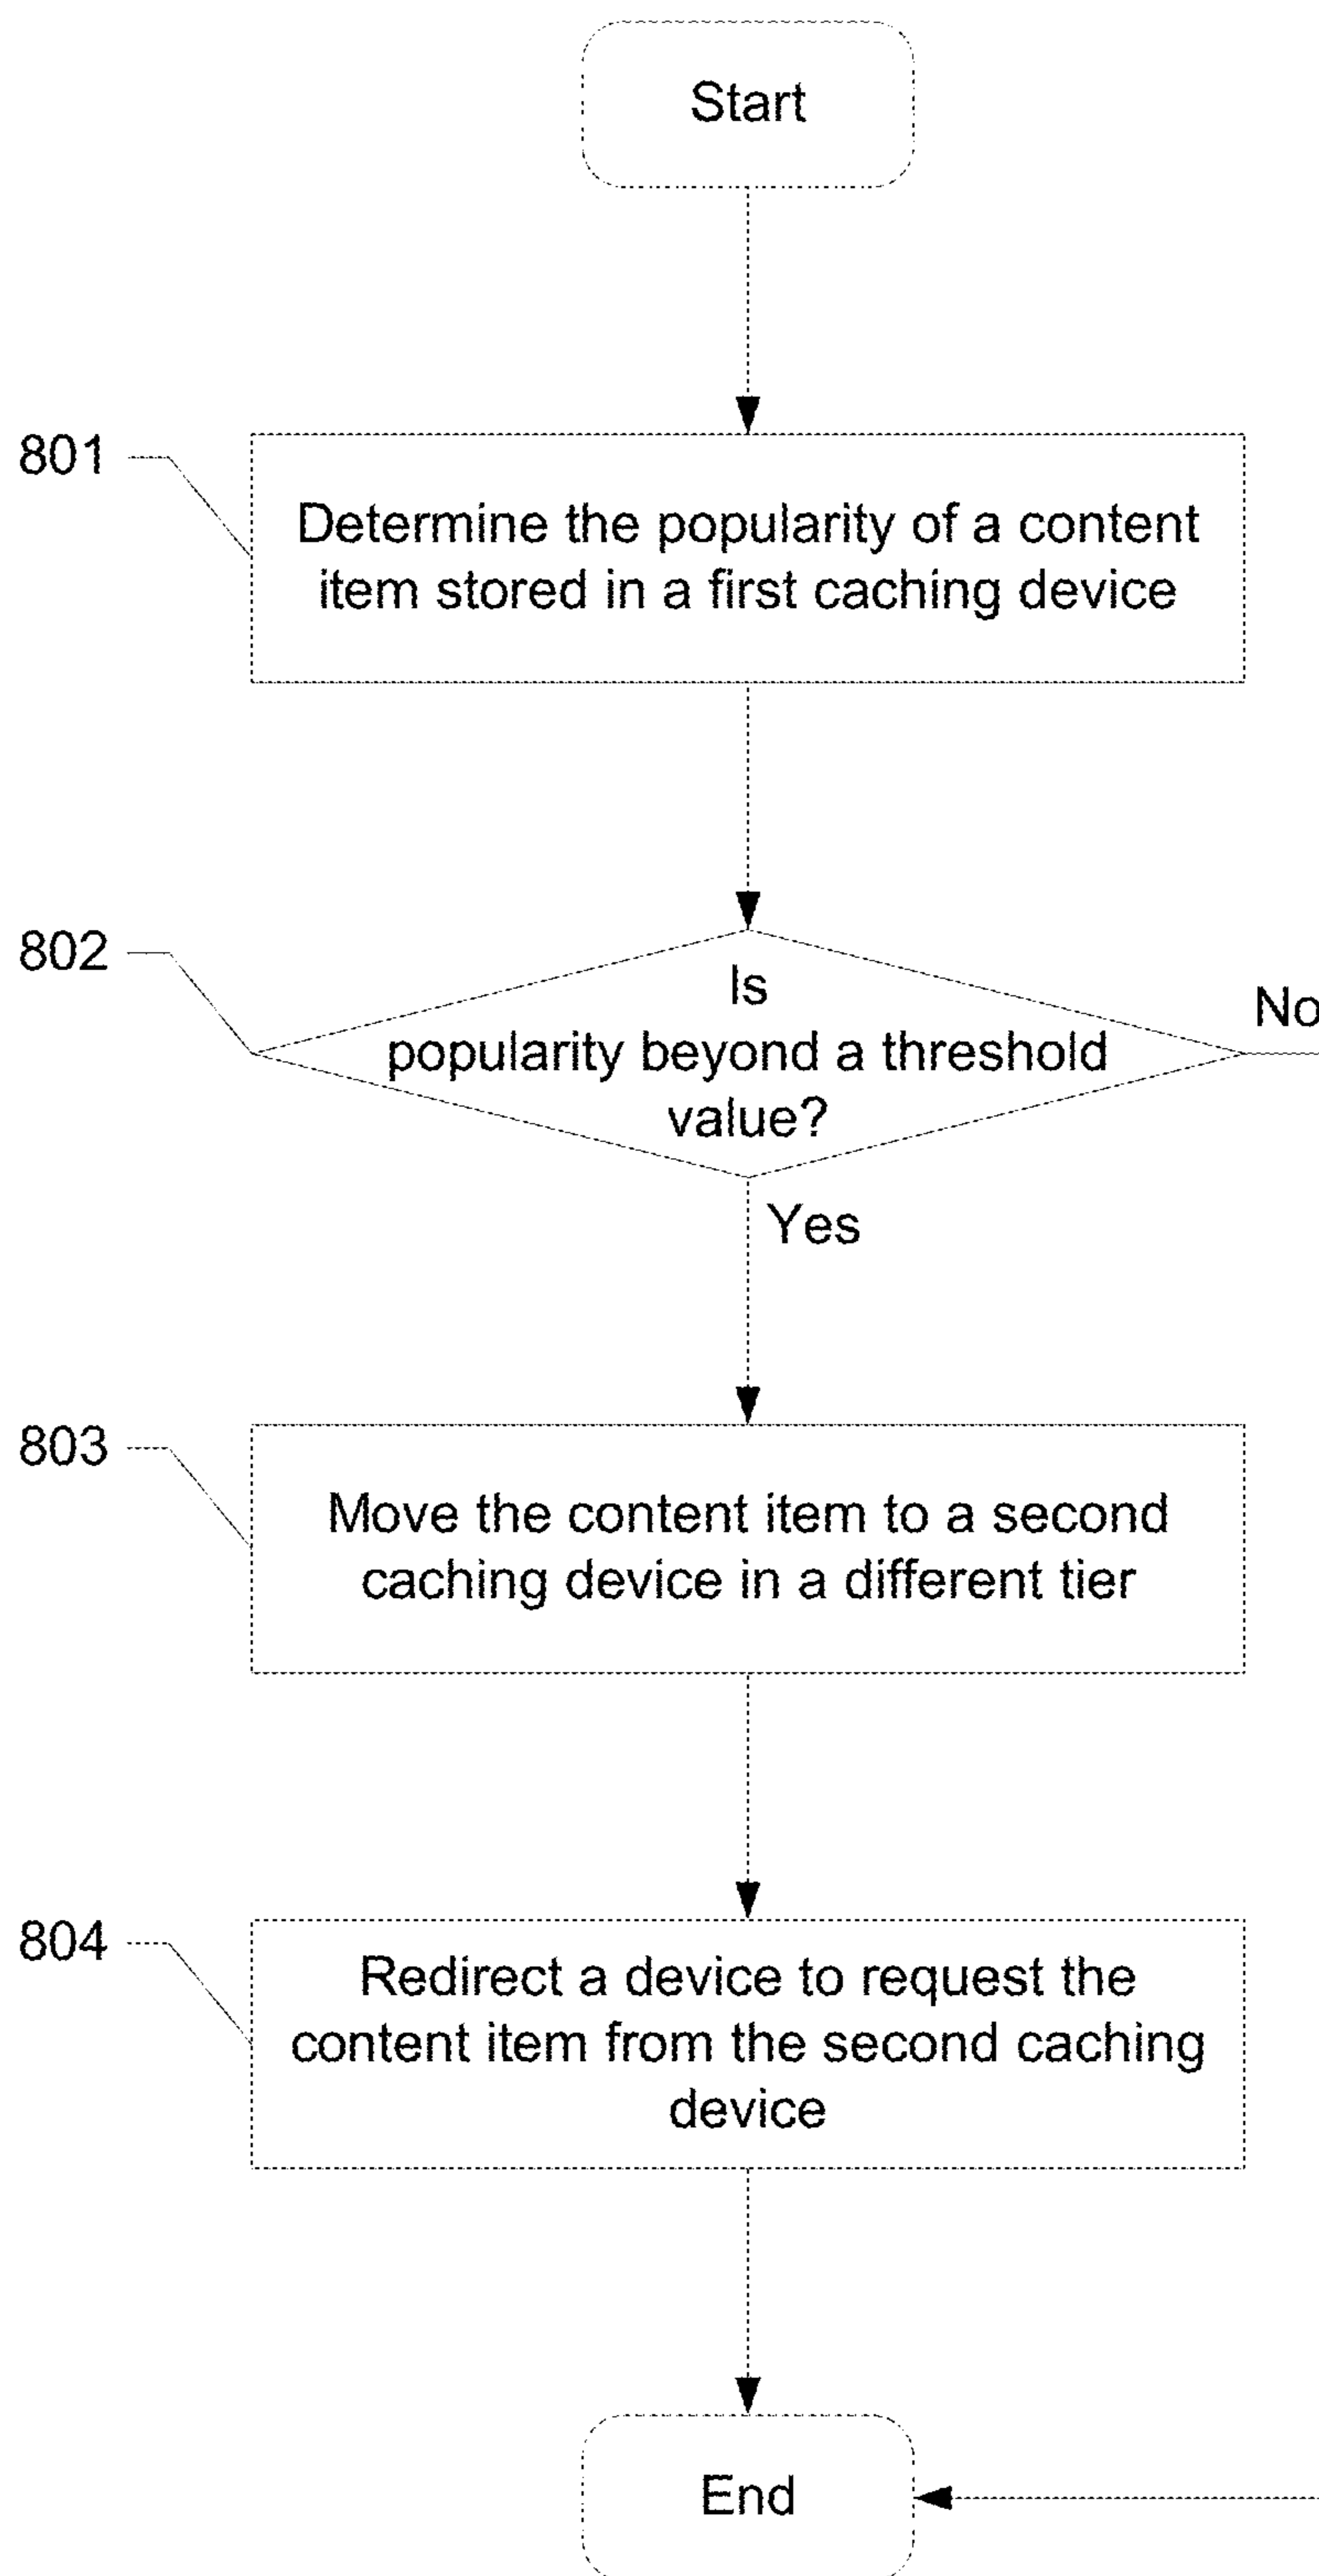 Start
801
Determine the popularity of a content
item stored in a first caching device
802
Is
popularity beyond a threshold
value?
No
Yes
803
Move the content item to a second
caching device in a different tier
804
Redirect a device to request the
content item from the second caching
device
End